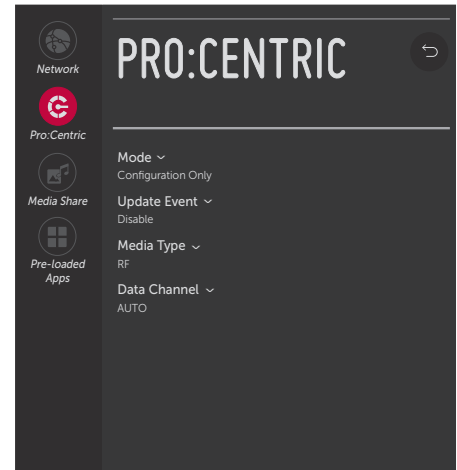 Network
Pro:Centric
Media Share
Pre-loaded
Apps
PRO:CENTRIC
Mode
Configuration Only
Update Event
Disable
Media Type
RF
Data Channel
AUTO